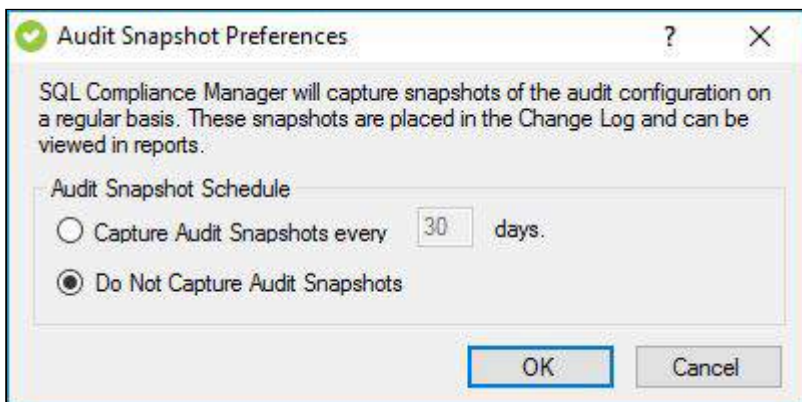 Audit Snapshot Preferences
?
SQL Compliance Manager will capture snapshots of the audit configuration on
a regular basis. These snapshots are placed in the Change Log and can be
viewed in reports.
Audit Snapshot Schedule
Capture Audit Snapshots every 30 days.
Do Not Capture Audit Snapshots
OK Cancel